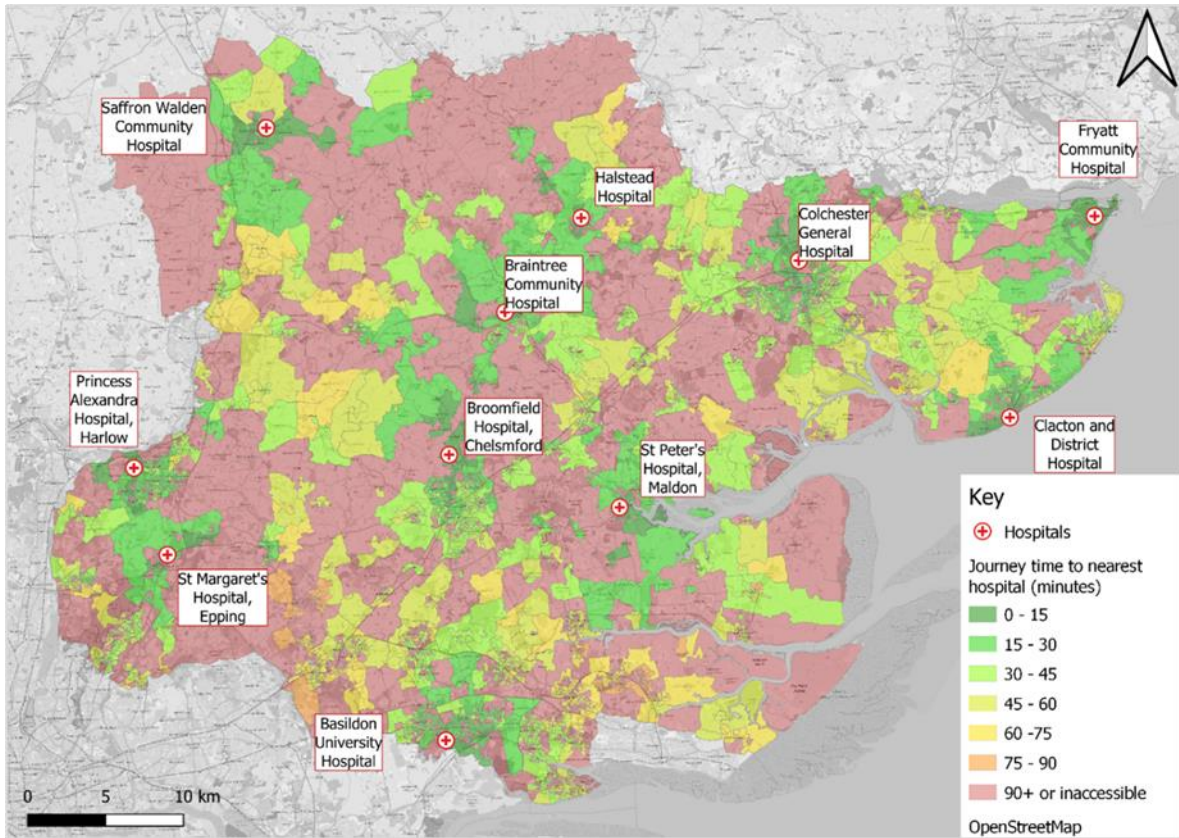 Saffron Walden
Community
Hospital
Fryatt
Community
Hospital
Halstead
Hospital
Colchester
General
Hospital
Braintree
Community
Hospital
Princess
Alexandra
Hospital,
Harlow
Broomfield
Hospital,
Chelsmford
St Peter's
Hospital,
Maldon
Clacton and
District
Hospital
St Margaret's
Hospital,
Epping
Basildon
University
Hospital
Key
Hospitals
Journey time to nearest
hospital (minutes)
0 - 15
15 - 30
30 - 45
45 - 60
60 -75
75 - 90
90+ or inaccessible
OpenStreetMap
0 5 10 km